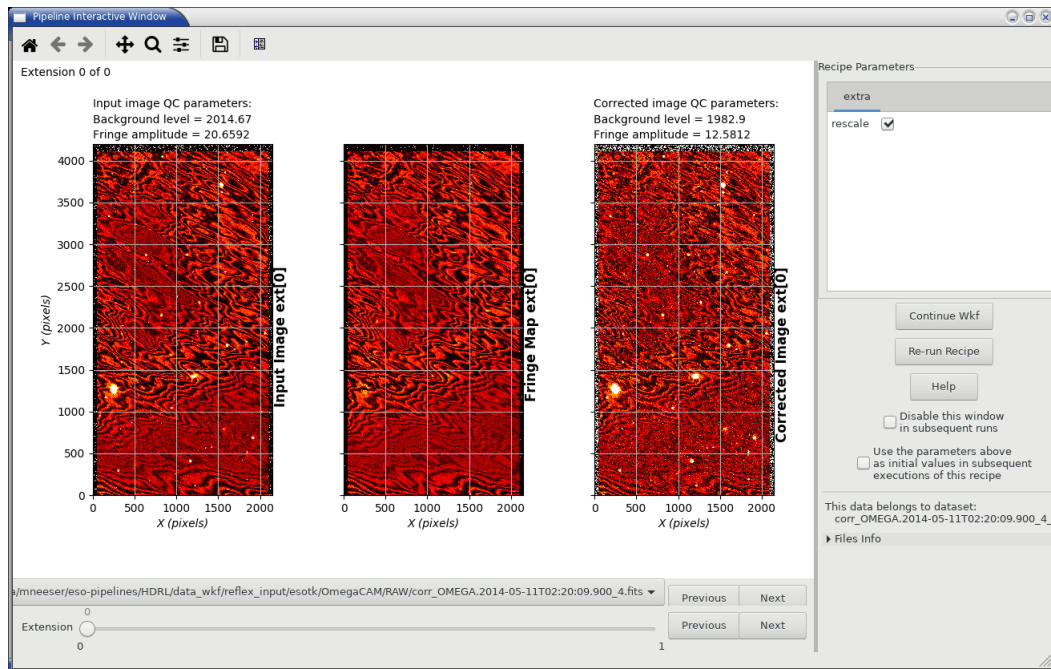 Pipeline Interactive Window
Extension 0 of 0
Recipe Parameters
extra
rescale
Input image QC parameters:
Background level = 2014.67
Fringe amplitude = 20.6592
Corrected image QC parameters:
Background level = 1982.9
Fringe amplitude = 12.5812
4000
3500
3000
2500
2000
1500
1000
500
0
Y (pixels)
0 500 1000 1500 2000
X (pixels)
Input Image ext[0]
0 500 1000 1500 2000
X (pixels)
Fringe Map ext[0]
0 500 1000 1500 2000
X (pixels)
Corrected Image ext[0]
Continue Wkf
Re-run Recipe
Help
Disable this window
in subsequent runs
Use the parameters above
as initial values in subsequent
executions of this recipe
This data belongs to dataset:
corr_OMEGA.2014-05-11T02:20:09.900_4_
Files Info
a/mneeser/eso-pipelines/HDRL/data_wkf/reflex_input/esotk/OmegaCAM/RAW/corr_OMEGA.2014-05-11T02:20:09.900_4.fits
Previous Next
0
Extension
0 1
Previous Next